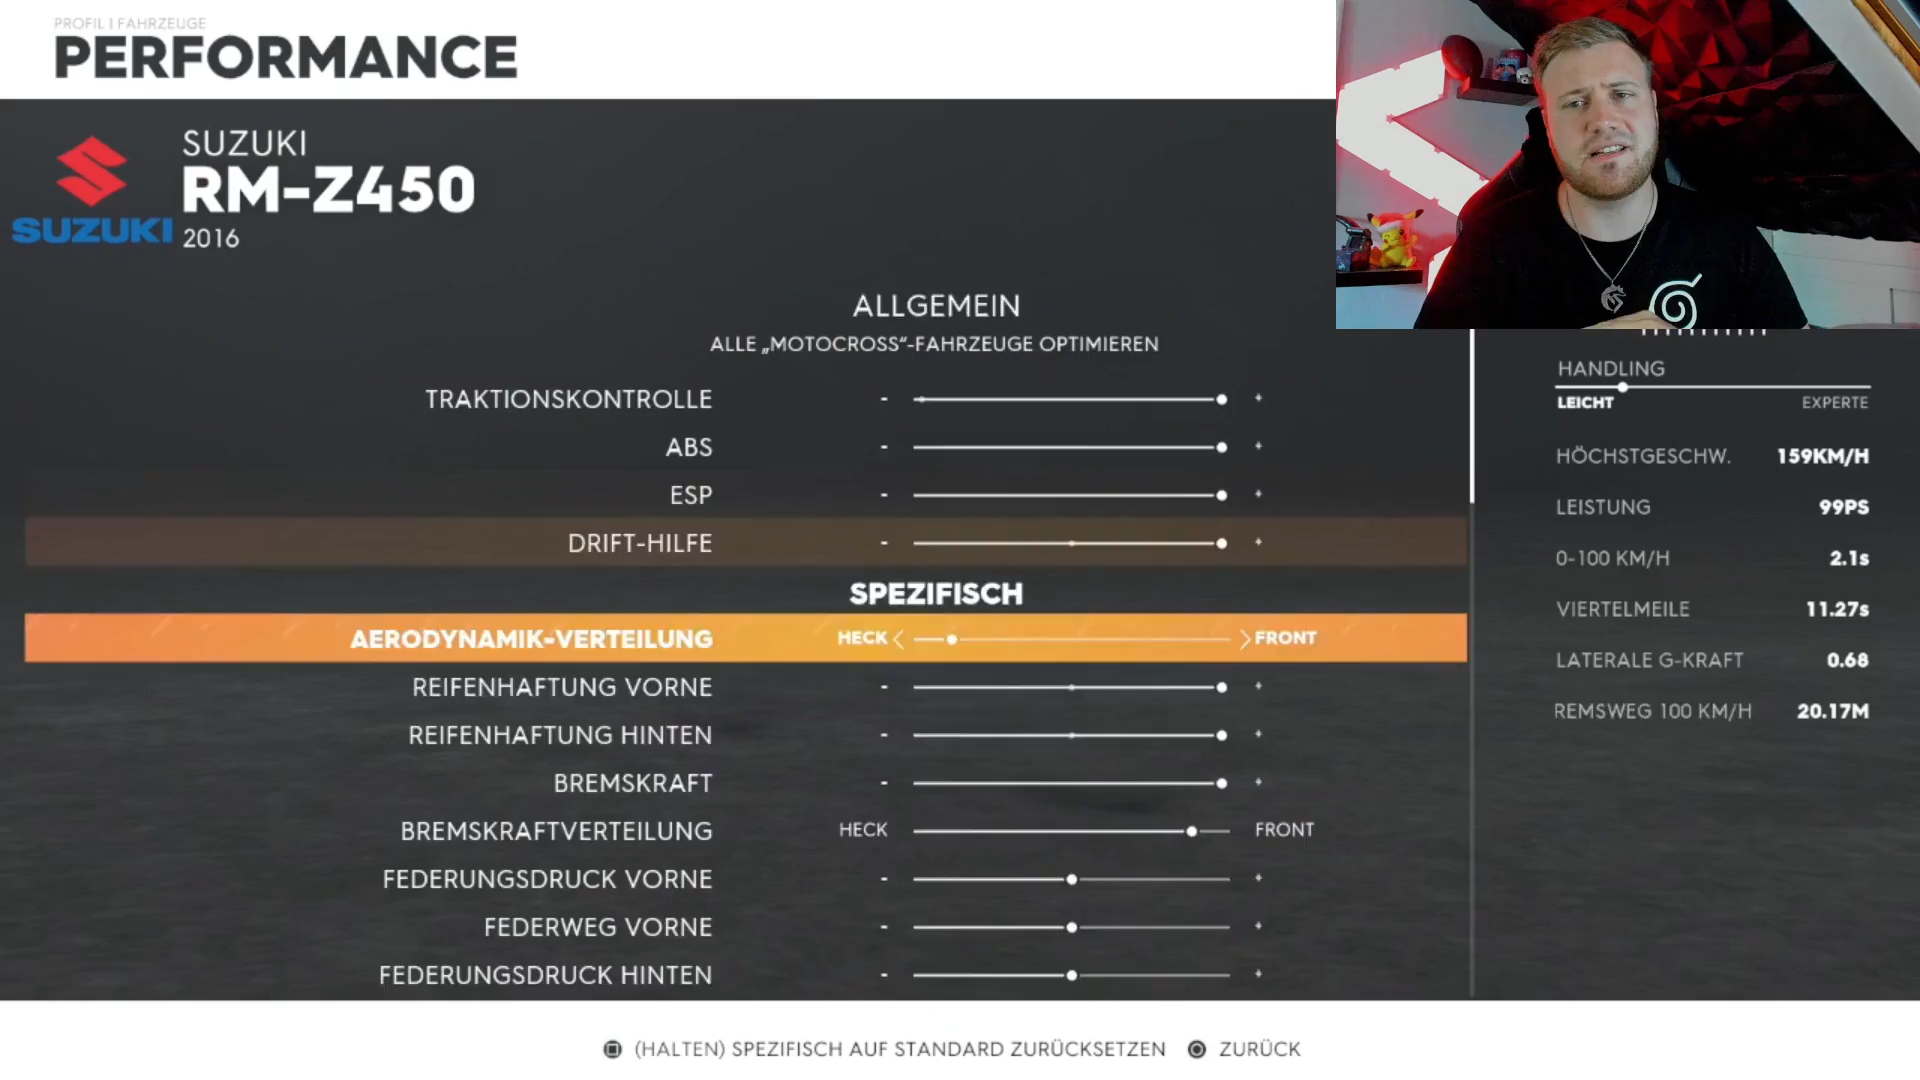 PROFIL | FAHRZEUGE
PERFORMANCE
SUZUKI
SUZUKI
RM-Z450
2016
ALLGEMEIN
ALLE „MOTOCROSS“-FAHRZEUGE OPTIMIEREN
TRAKTIONSKONTROLLE - +
ABS - +
ESP - +
DRIFT-HILFE - +
SPEZIFISCH
AERODYNAMIK-VERTEILUNG HECK FRONT
REIFENHAFTUNG VORNE - +
REIFENHAFTUNG HINTEN - +
BREMSKRAFT - +
BREMSKRAFTVERTEILUNG HECK FRONT
FEDERUNGSDRUCK VORNE - +
FEDERWEG VORNE - +
FEDERUNGSDRUCK HINTEN - +
HANDLING
LEICHT EXPERTE
HÖCHSTGESCHW. 159KM/H
LEISTUNG 99PS
0-100 KM/H 2.1s
VIERTELMEILE 11.27s
LATERALE G-KRAFT 0.68
REMSWEG 100 KM/H 20.17M
(HALTEN) SPEZIFISCH AUF STANDARD ZURÜCKSETZEN ZURÜCK